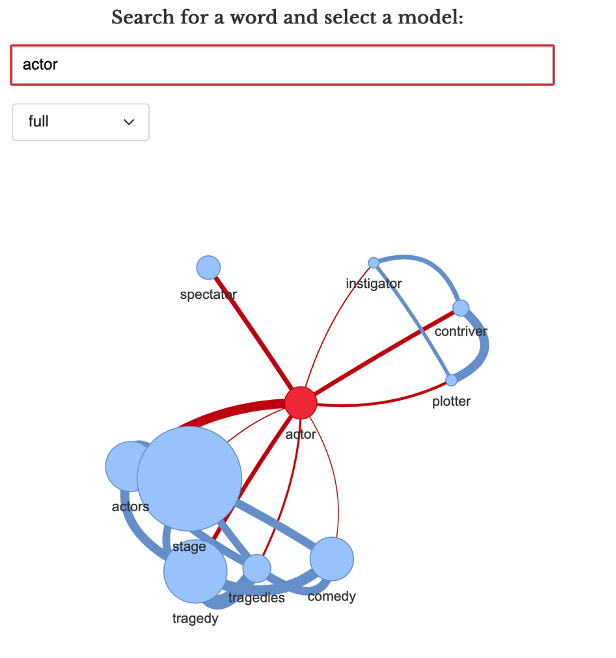 Search for a word and select a model:
actor
full
spectator
instigator
contriver
plotter
actor
actors
stage
tragedies
comedy
tragedy